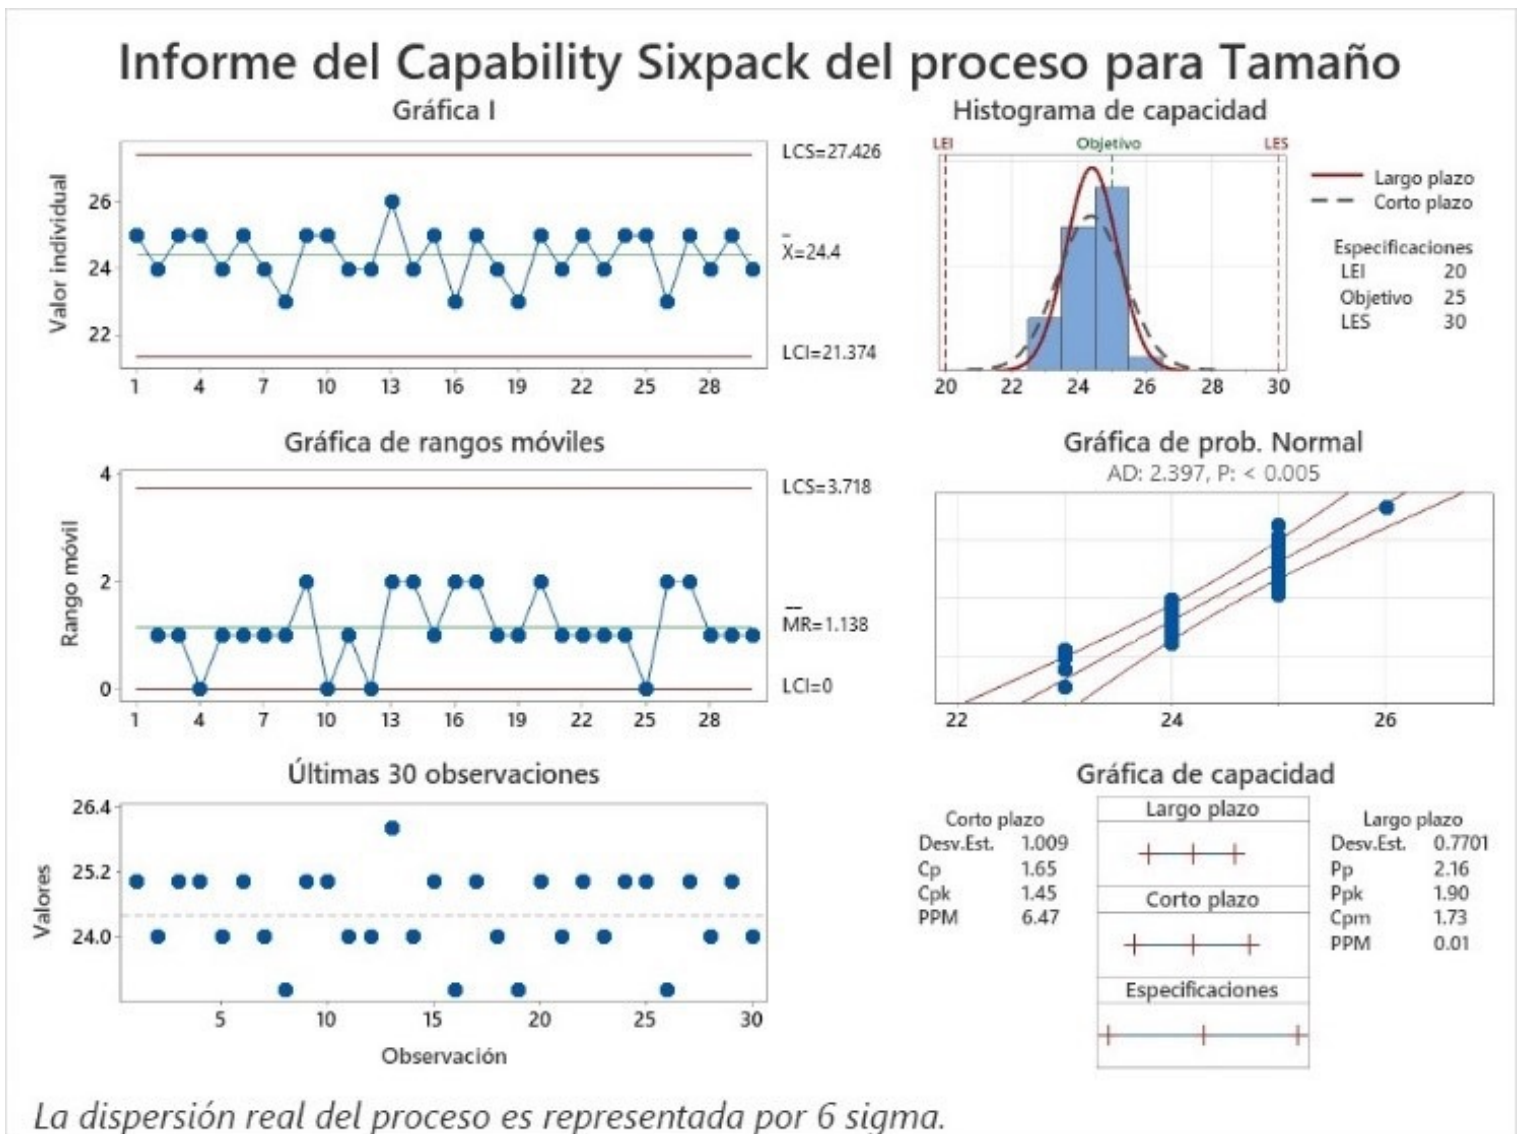 Informe del Capability Sixpack del proceso para Tamaño
Gráfica I
Valor individual
26
24
22
1 4 7 10 13 16 19 22 25 28
LCS=27.426
X=24.4
LCI=21.374
Histograma de capacidad
LEI Objetivo LES
20 22 24 26 28 30
Largo plazo
Corto plazo
Especificaciones
LEI 20
Objetivo 25
LES 30
Gráfica de rangos móviles
Rango móvil
4
2
0
1 4 7 10 13 16 19 22 25 28
LCS=3.718
MR=1.138
LCI=0
Gráfica de prob. Normal
AD: 2.397, P: < 0.005
22 24 26
Últimas 30 observaciones
Valores
26.4
25.2
24.0
5 10 15 20 25 30
Observación
Gráfica de capacidad
Corto plazo
Desv.Est. 1.009
Cp 1.65
Cpk 1.45
PPM 6.47
Largo plazo
Corto plazo
Especificaciones
Largo plazo
Desv.Est. 0.7701
Pp 2.16
Ppk 1.90
Cpm 1.73
PPM 0.01
La dispersión real del proceso es representada por 6 sigma.